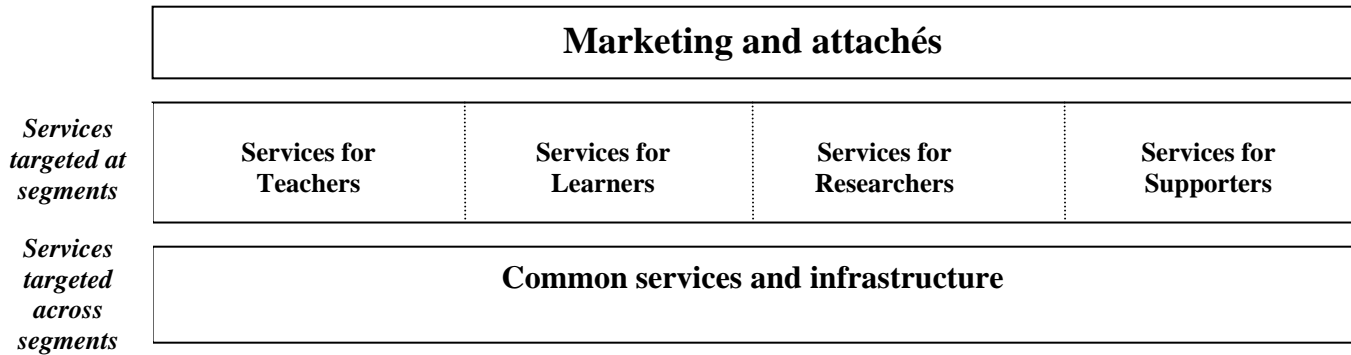 Marketing and attachés
Services
targeted at
segments
Services for
Teachers
Services for
Learners
Services for
Researchers
Services for
Supporters
Services
targeted
across
segments
Common services and infrastructure